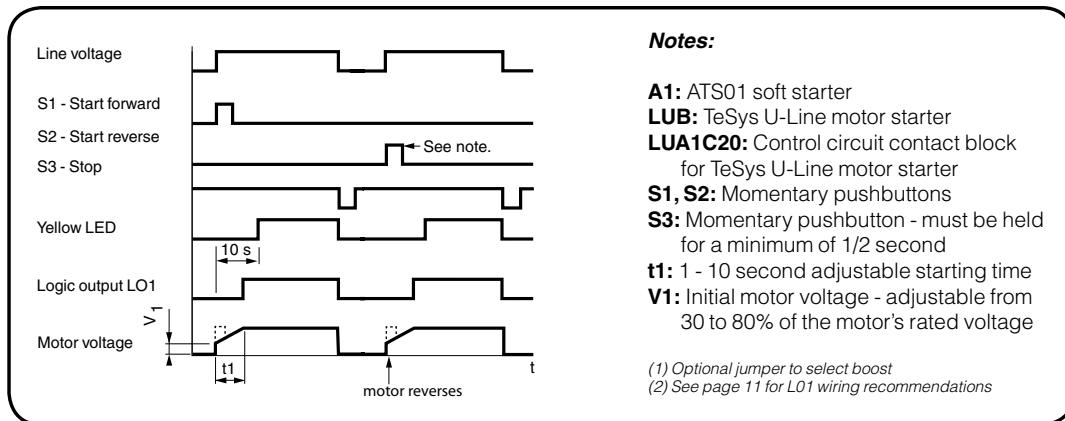 Line voltage
S1 - Start forward
S2 - Start reverse
See note.
S3 - Stop
Yellow LED
10 s
Logic output LO1
V1
Motor voltage
t1
t
motor reverses
Notes:
A1: ATS01 soft starter
LUB: TeSys U-Line motor starter
LUA1C20: Control circuit contact block
for TeSys U-Line motor starter
S1, S2: Momentary pushbuttons
S3: Momentary pushbutton - must be held
for a minimum of 1/2 second
t1: 1 - 10 second adjustable starting time
V1: Initial motor voltage - adjustable from
30 to 80% of the motor's rated voltage
(1) Optional jumper to select boost
(2) See page 11 for L01 wiring recommendations